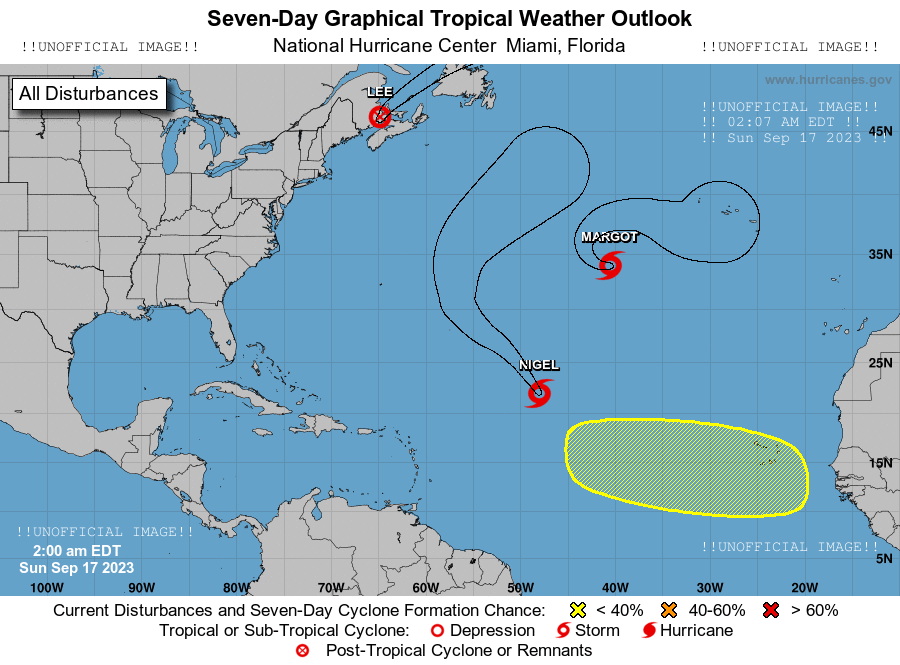 Seven-Day Graphical Tropical Weather Outlook
!!UNOFFICIAL IMAGE!! National Hurricane Center Miami, Florida !!UNOFFICIAL IMAGE!!
www.hurricanes.gov
All Disturbances
LEE
!!UNOFFICIAL IMAGE!!
!! 02:07 AM EDT !!
!! Sun Sep 17 2023 !!
45N
MARGOT
35N
NIGEL
25N
15N
!!UNOFFICIAL IMAGE!!
2:00 am EDT
Sun Sep 17 2023
!!UNOFFICIAL IMAGE!!
5N
100W 90W 80W 70W 60W 50W 40W 30W 20W
Current Disturbances and Seven-Day Cyclone Formation Chance: < 40% 40-60% > 60%
Tropical or Sub-Tropical Cyclone: Depression Storm Hurricane
Post-Tropical Cyclone or Remnants